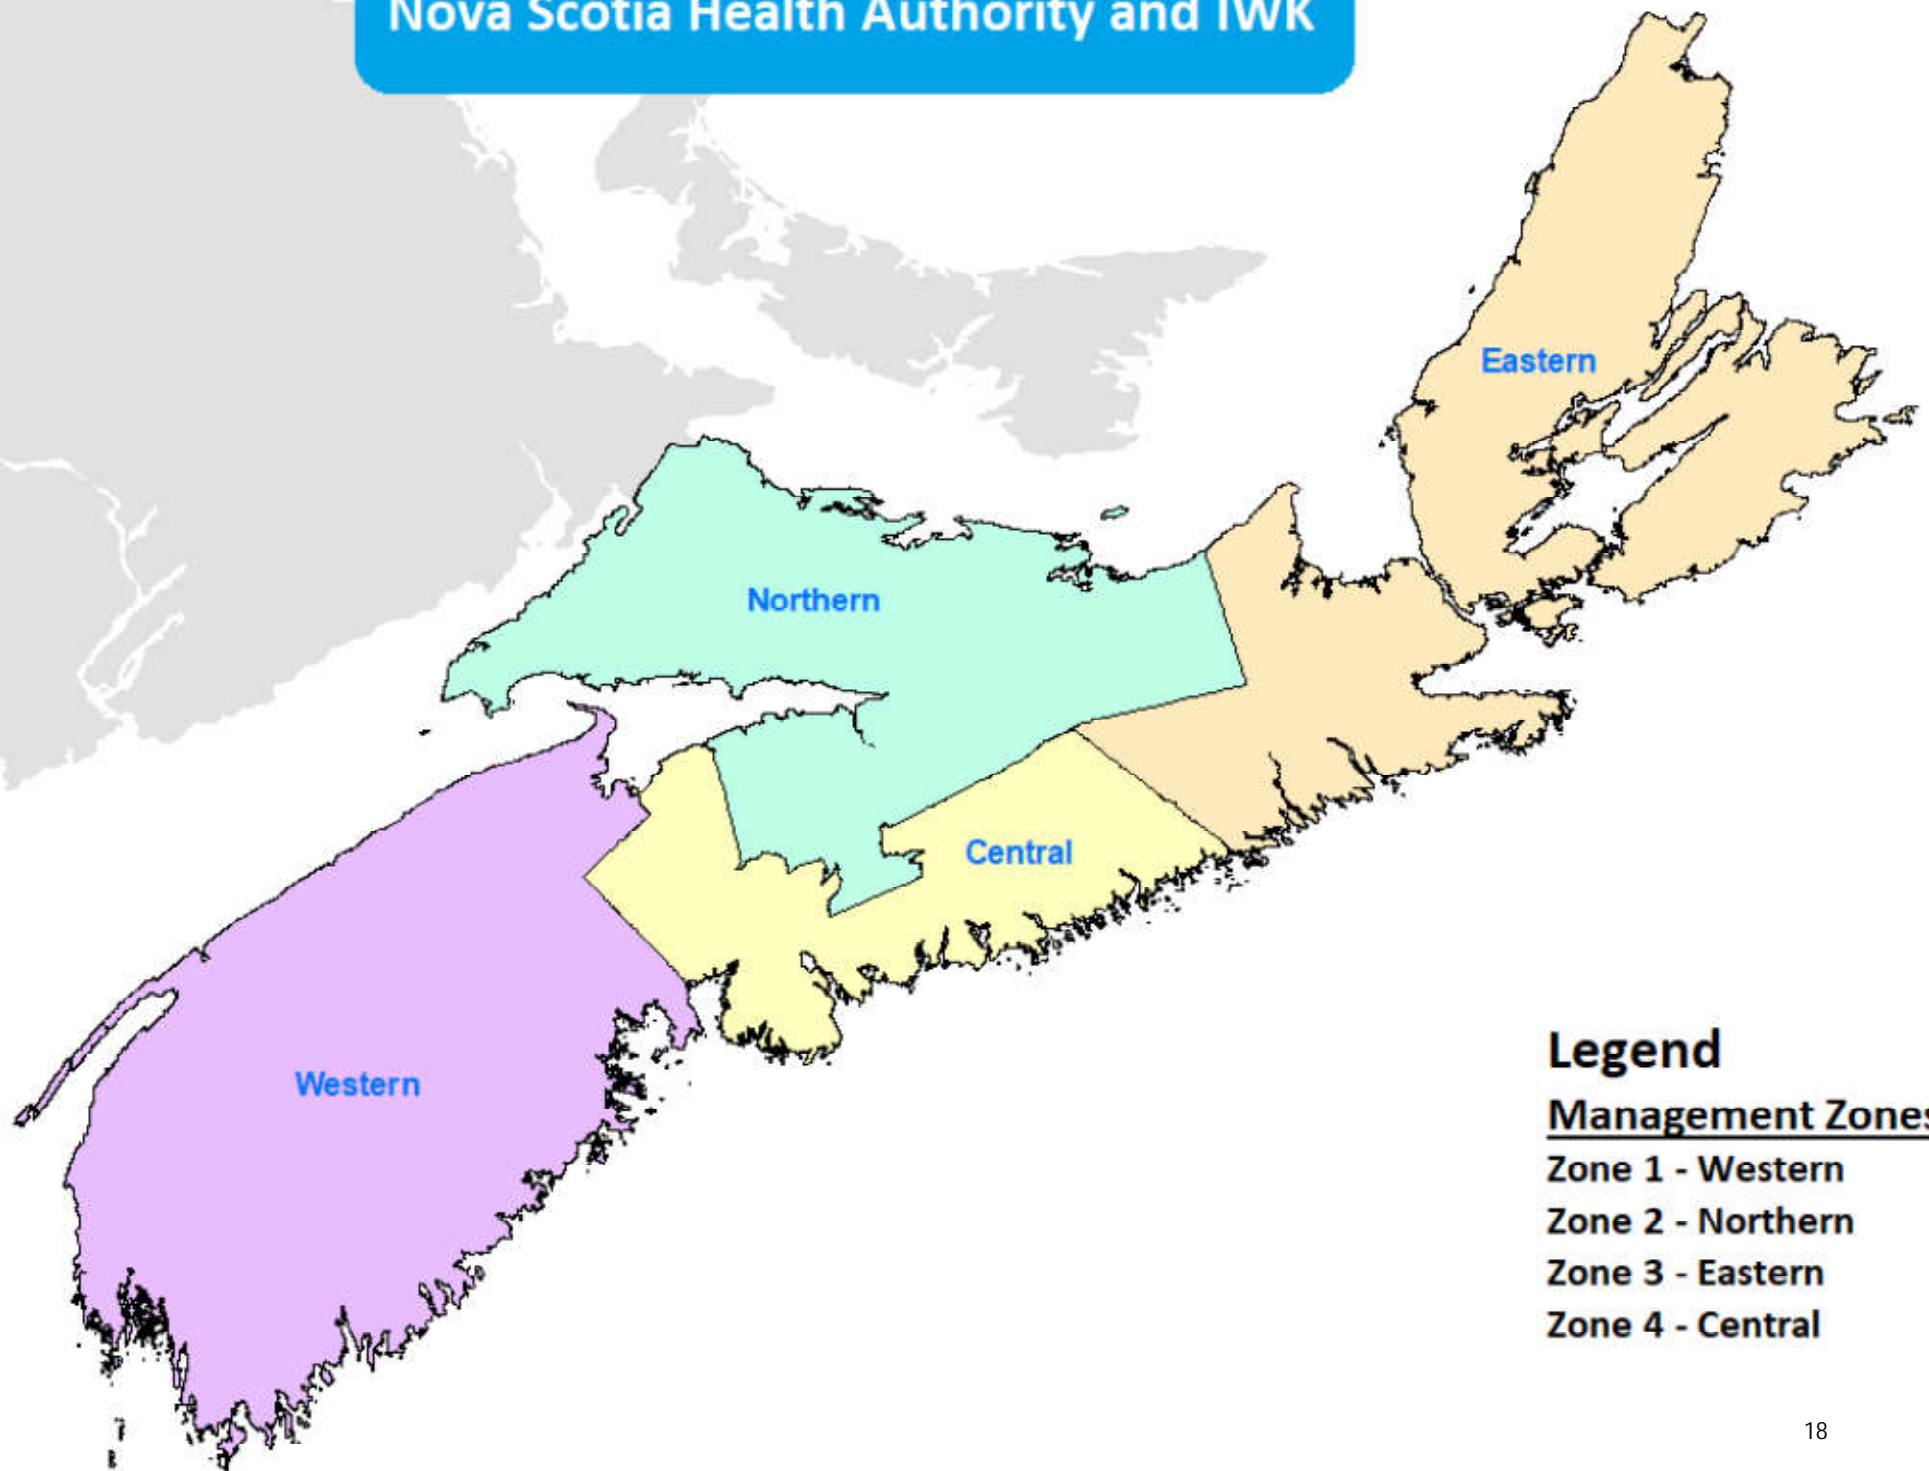 Nova Scotia Health Authority and IWK
Eastern
Northern
Central
Western
Legend
Management Zones
Zone 1 - Western
Zone 2 - Northern
Zone 3 - Eastern
Zone 4 - Central
18